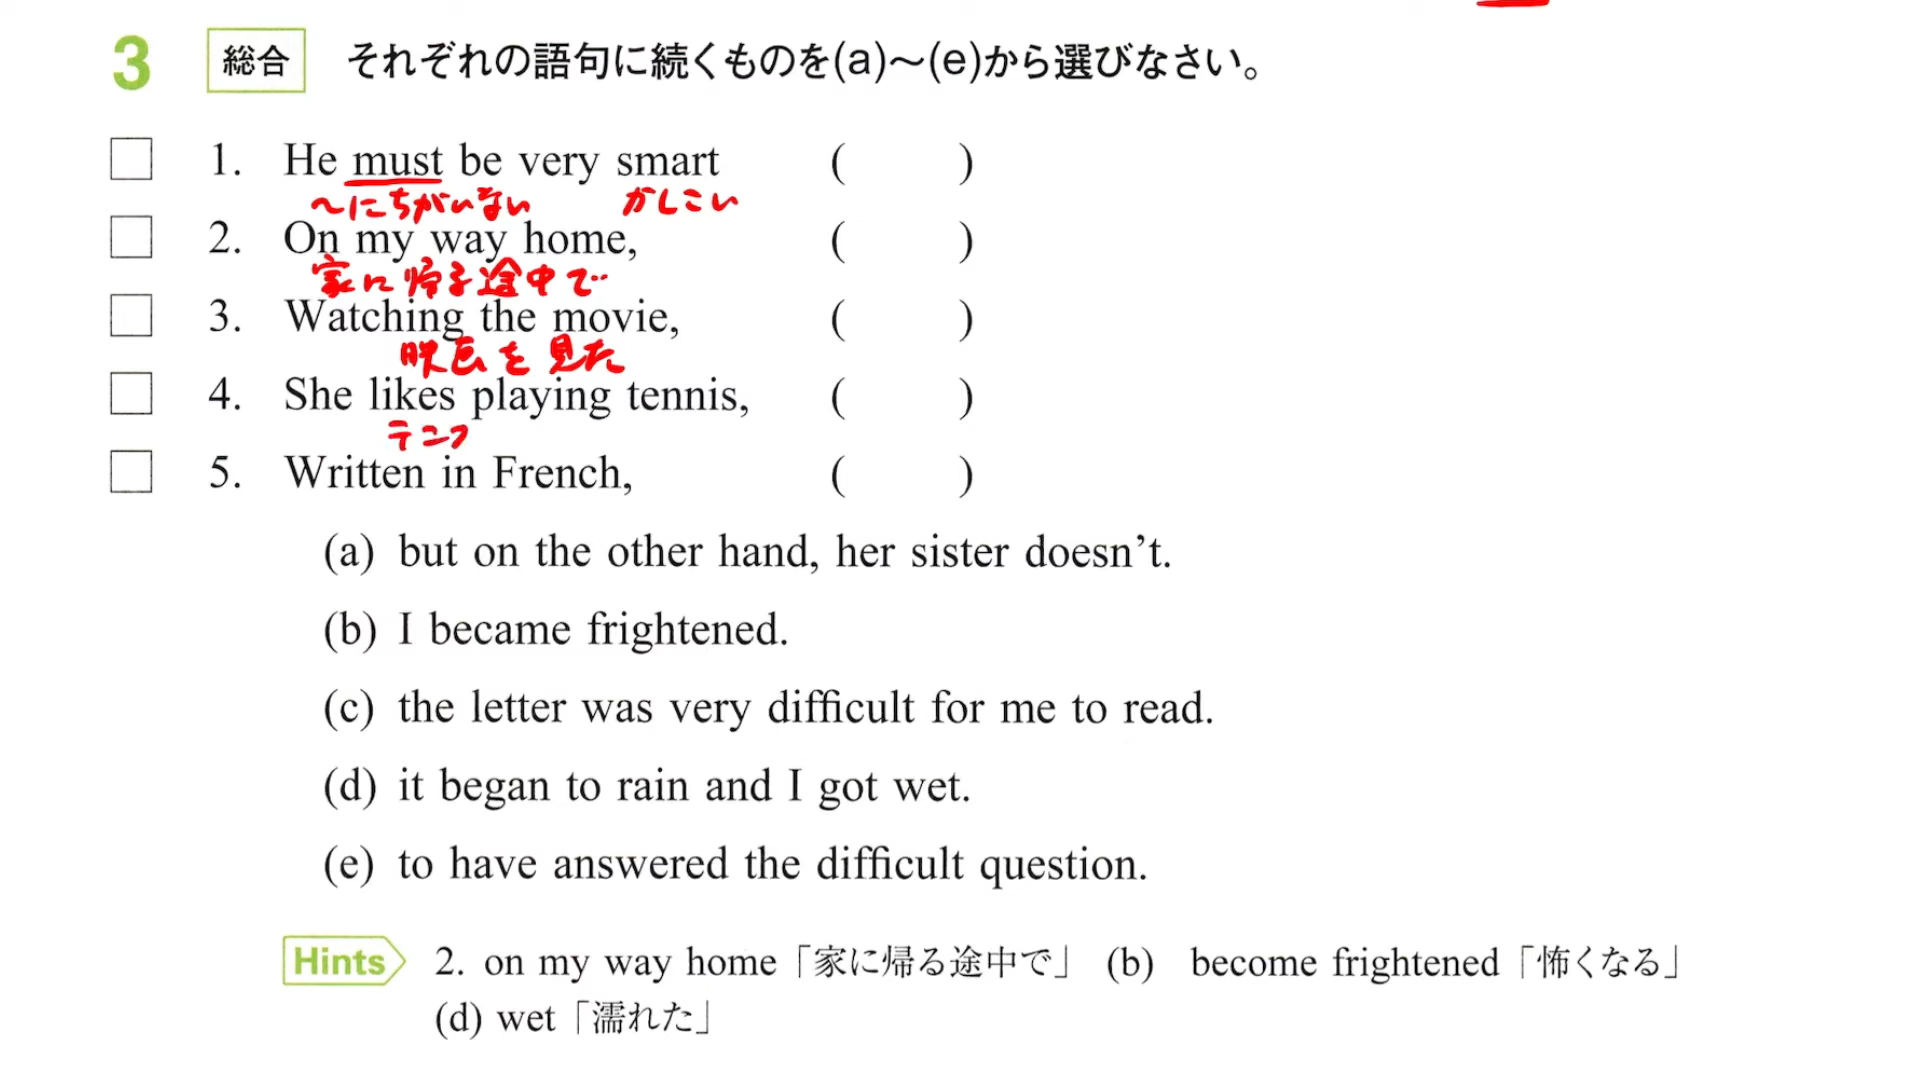 3 総合 それぞれの語句に続くものを(a)～(e)から選びなさい。
1. He must be very smart ( )
～にちがいない かしこい
2. On my way home, ( )
家に帰る途中で
3. Watching the movie, ( )
映画を見た
4. She likes playing tennis, ( )
テニス
5. Written in French, ( )
(a) but on the other hand, her sister doesn't.
(b) I became frightened.
(c) the letter was very difficult for me to read.
(d) it began to rain and I got wet.
(e) to have answered the difficult question.
Hints 2. on my way home「家に帰る途中で」 (b) become frightened「怖くなる」
(d) wet「濡れた」